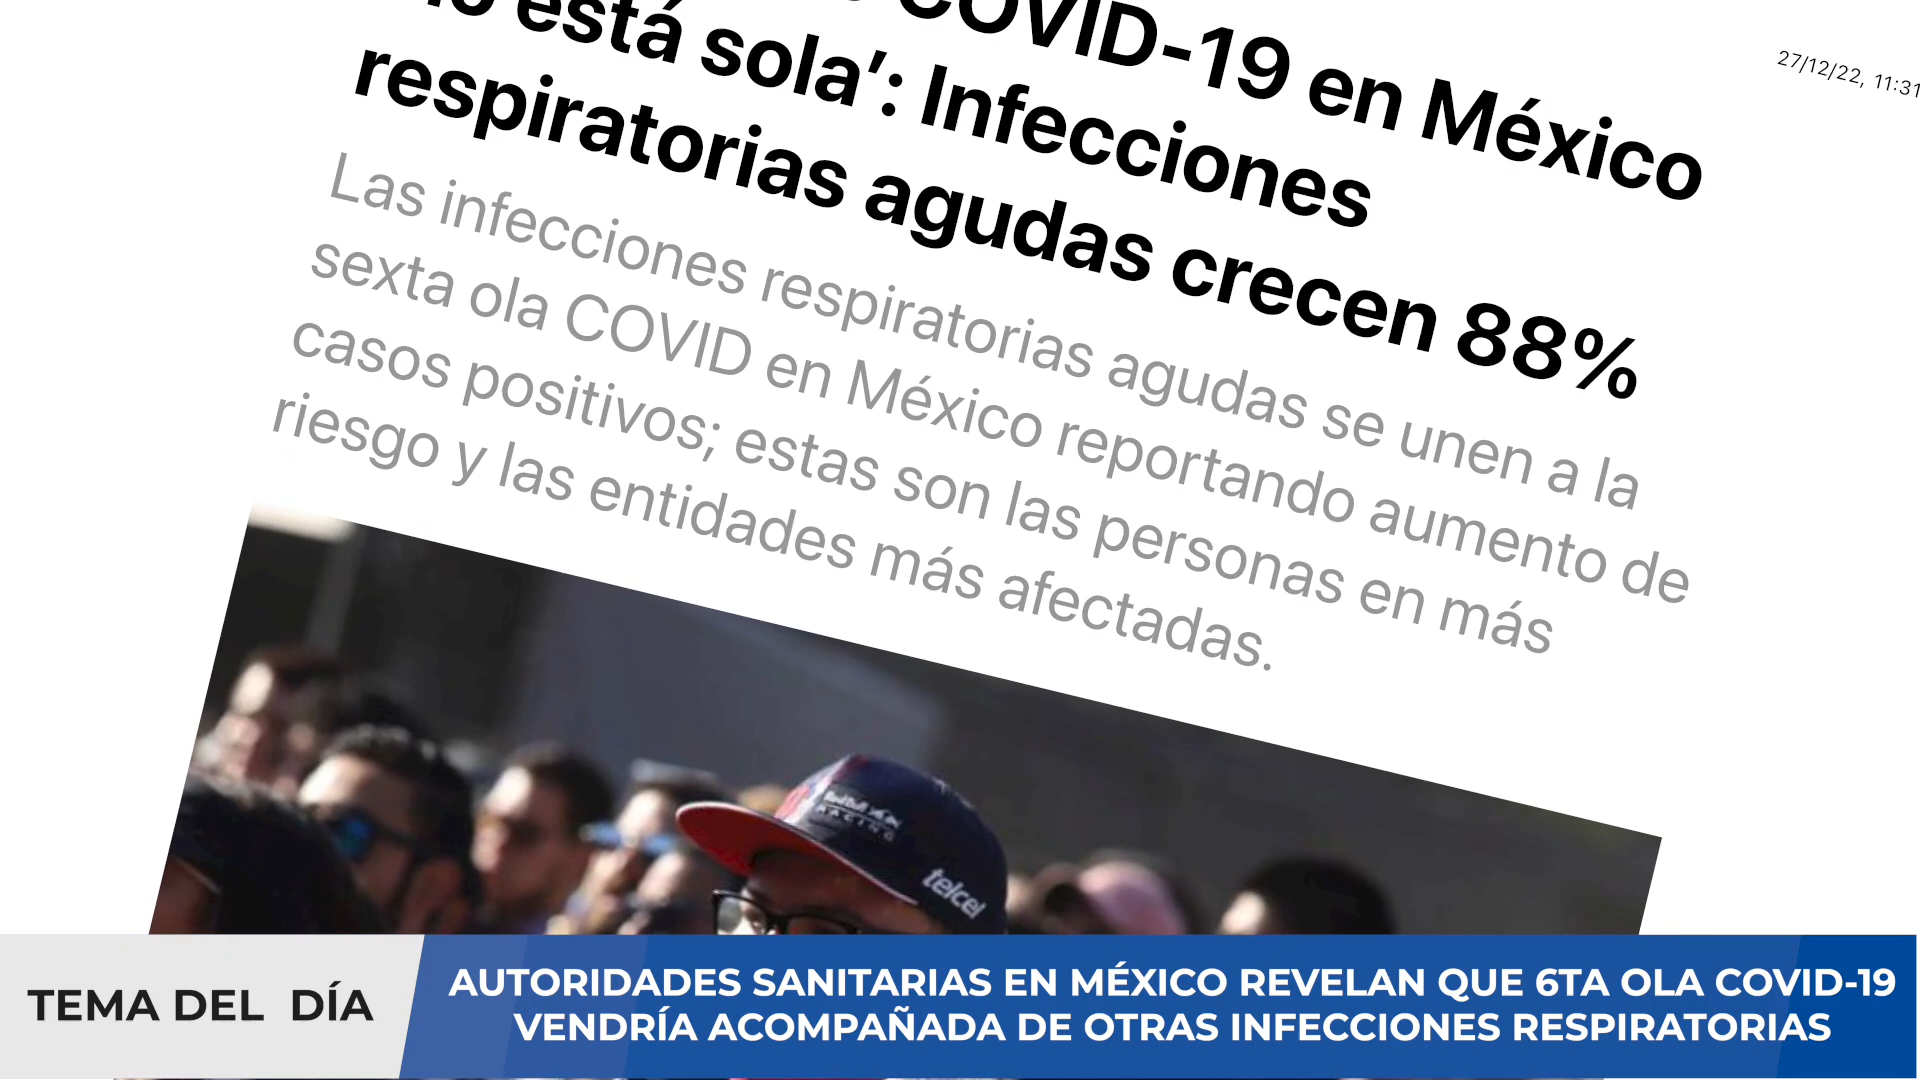 COVID-19 en México
27/12/22, 11:31
está sola’: Infecciones
respiratorias agudas crecen 88%
Las infecciones respiratorias agudas se unen a la
sexta ola COVID en México reportando aumento de
casos positivos; estas son las personas en más
riesgo y las entidades más afectadas.
Red Bull
RACING
telcel
TEMA DEL DÍA
AUTORIDADES SANITARIAS EN MÉXICO REVELAN QUE 6TA OLA COVID-19
VENDRÍA ACOMPAÑADA DE OTRAS INFECCIONES RESPIRATORIAS